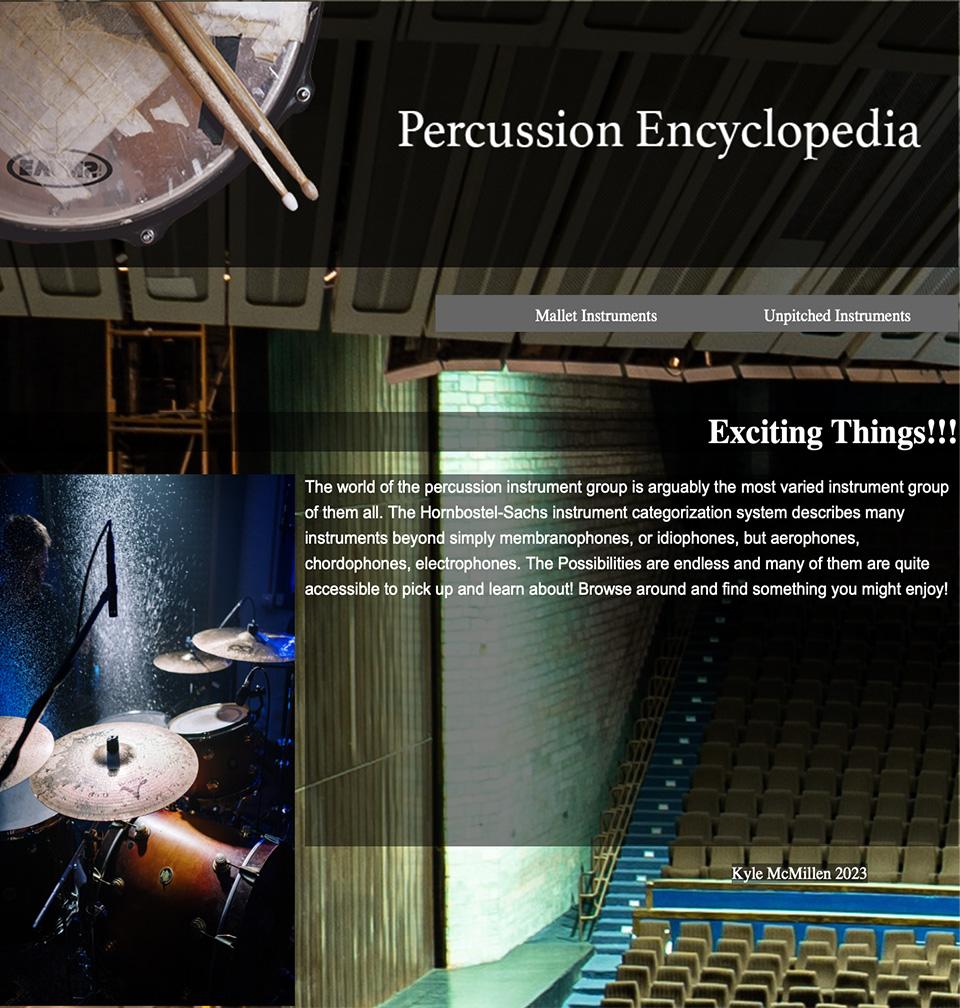 Percussion Encyclopedia
Mallet Instruments
Unpitched Instruments
Exciting Things!!!
The world of the percussion instrument group is arguably the most varied instrument group
of them all. The Hornbostel-Sachs instrument categorization system describes many
instruments beyond simply membranophones, or idiophones, but aerophones,
chordophones, electrophones. The Possibilities are endless and many of them are quite
accessible to pick up and learn about! Browse around and find something you might enjoy!
Kyle McMillen 2023